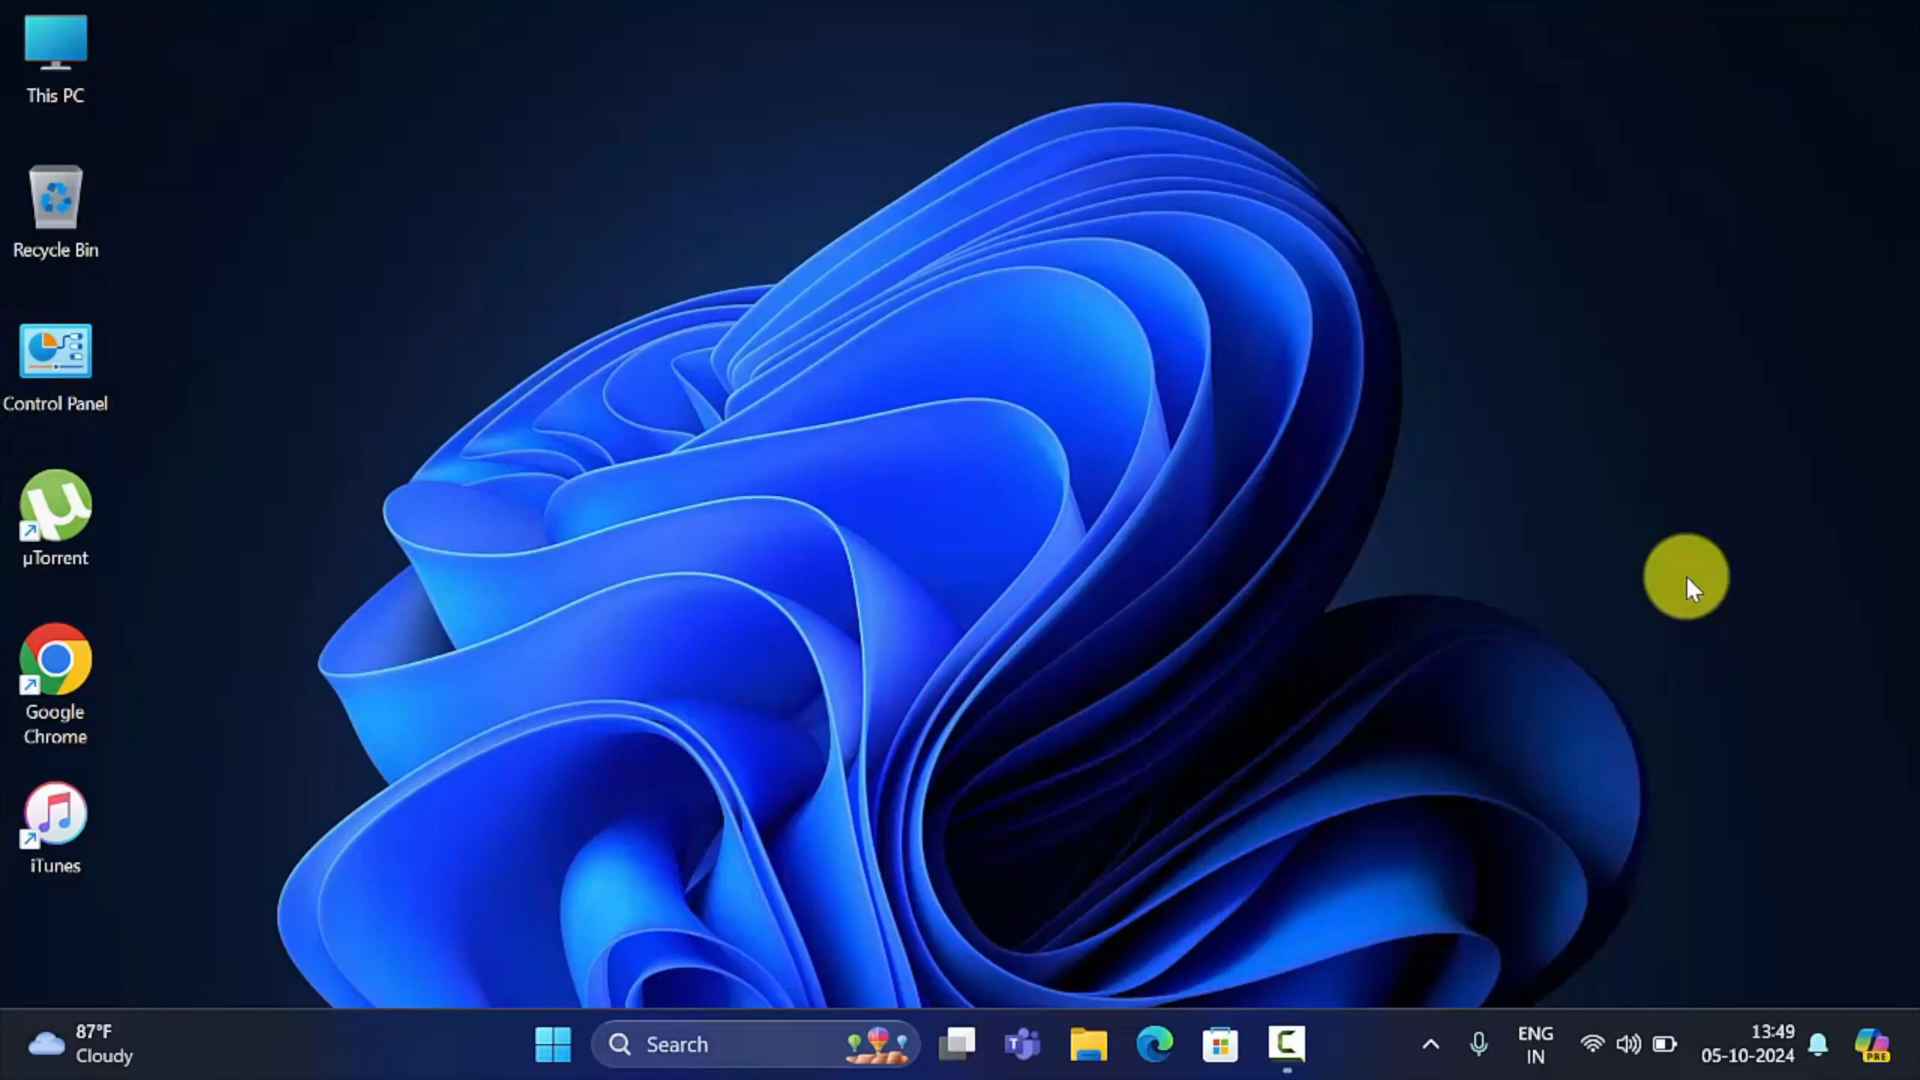 This PC
Recycle Bin
Control Panel
µTorrent
Google
Chrome
iTunes
87°F
Cloudy
Search
T
ENG
IN
13:49
05-10-2024
PRE